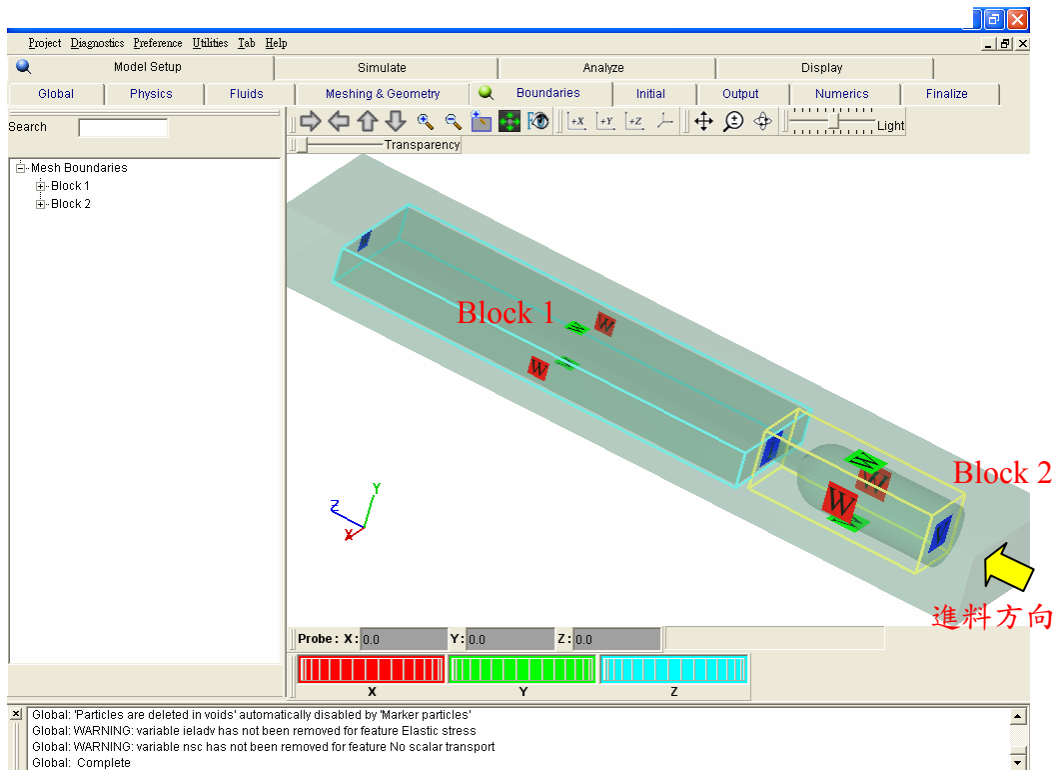 Project Diagnostics Preference Utilities Tab Help
Model Setup Simulate Analyze Display
Global Physics Fluids Meshing & Geometry Boundaries Initial Output Numerics Finalize
Search
+X +Y +Z Light
Transparency
Mesh Boundaries
Block 1
Block 2
Block 1
W
W
W
W
Block 2
W
W
W
W
Y
Z
X
進料方向
Probe : X : 0.0 Y : 0.0 Z : 0.0
X Y Z
Global: 'Particles are deleted in voids' automatically disabled by 'Marker particles'
Global: WARNING: variable ieladv has not been removed for feature Elastic stress
Global: WARNING: variable nsc has not been removed for feature No scalar transport
Global: Complete